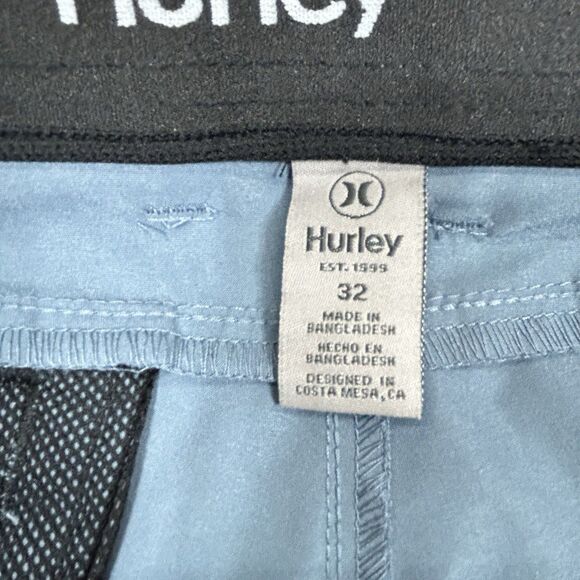 Hurley
Hurley
EST. 1999
32
MADE IN
BANGLADESH
HECHO EN
BANGLADESH
DESIGNED IN
COSTA MESA, CA